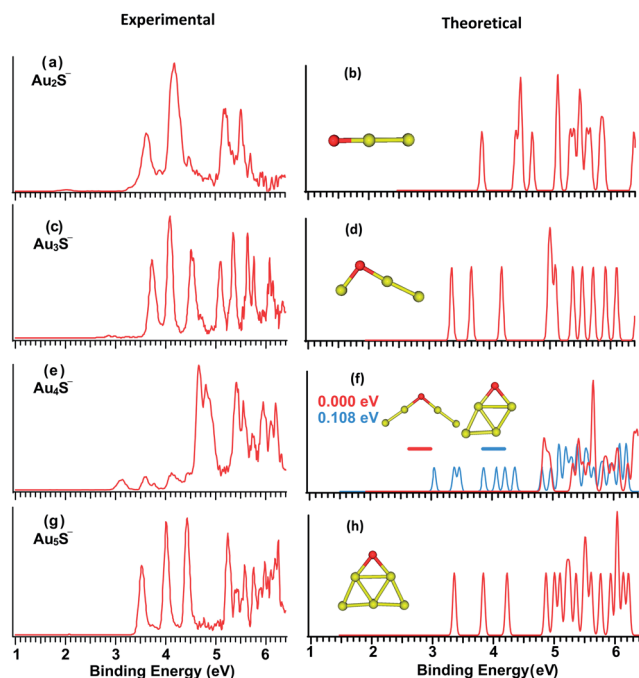 Experimental
Theoretical
(a)
Au₂S⁻
(b)
(c)
Au₃S⁻
(d)
(e)
Au₄S⁻
(f)
0.000 eV
0.108 eV
(g)
Au₅S⁻
(h)
1 2 3 4 5 6
Binding Energy (eV)
1 2 3 4 5 6
Binding Energy (eV)